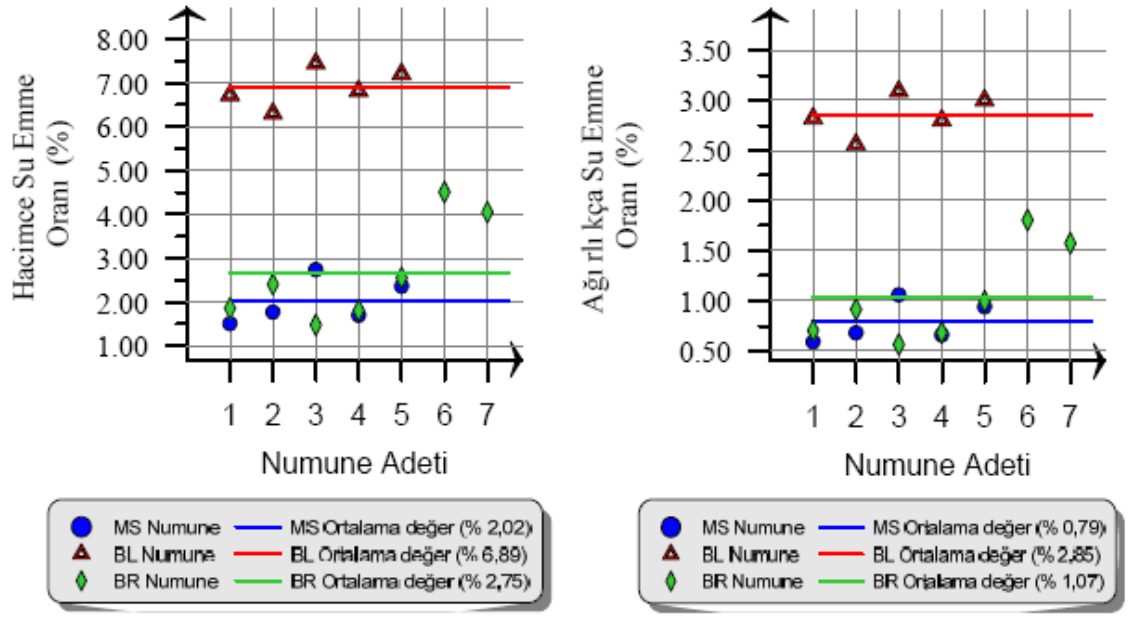 Hacimce Su Emme
Oranı (%)
8.00
7.00
6.00
5.00
4.00
3.00
2.00
1.00
1 2 3 4 5 6 7
Numune Adeti
MS Numune MS Ortalama değer (% 2,02)
BL Numune BL Ortalama değer (% 6,89)
BR Numune BR Ortalama değer (% 2,75)
Ağı rlı kça Su Emme
Oranı (%)
3.50
3.00
2.50
2.00
1.50
1.00
0.50
1 2 3 4 5 6 7
Numune Adeti
MS Numune MS Ortalama değer (% 0,79)
BL Numune BL Ortalama değer (% 2,85)
BR Numune BR Ortalama değer (% 1,07)